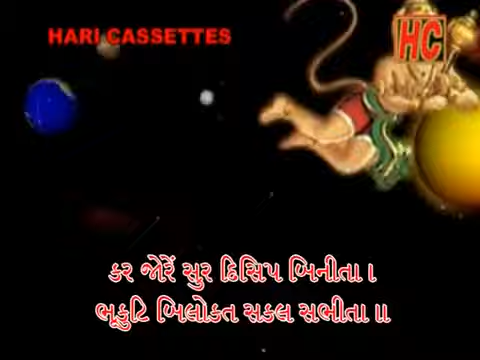 HARI CASSETTES
HC
કર જોરેં સુર દિસિપ બિનીતા ।
ભૃકુટિ બિલોકત સકલ સભીતા ॥